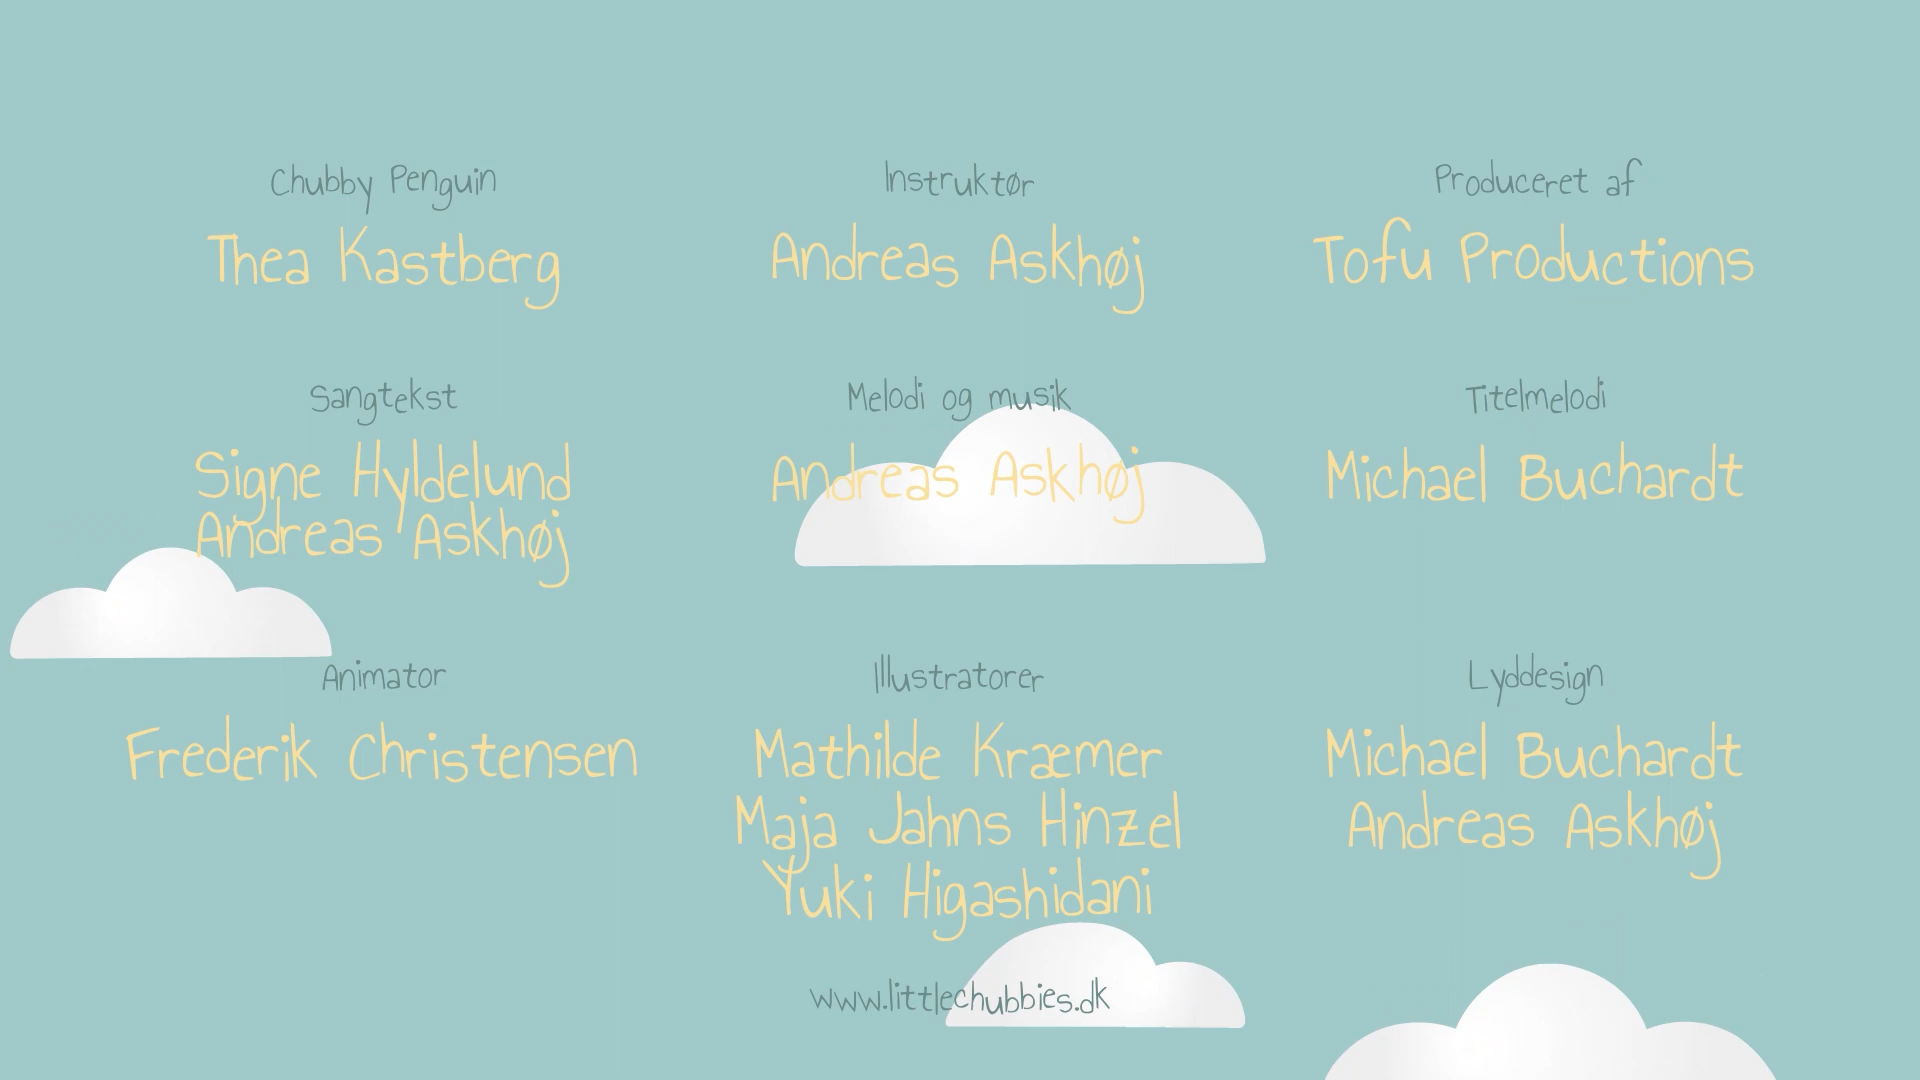 Chubby Penguin
Thea Kastberg
Instruktør
Andreas Askhøj
Produceret af
Tofu Productions
Sangtekst
Signe Hyldelund
Andreas Askhøj
Melodi og musik
Andreas Askhøj
Titelmelodi
Michael Buchardt
Animator
Frederik Christensen
Illustratorer
Mathilde Kræmer
Maja Jahns Hinzel
Yuki Higashidani
Lyddesign
Michael Buchardt
Andreas Askhøj
www.littlechubbies.dk